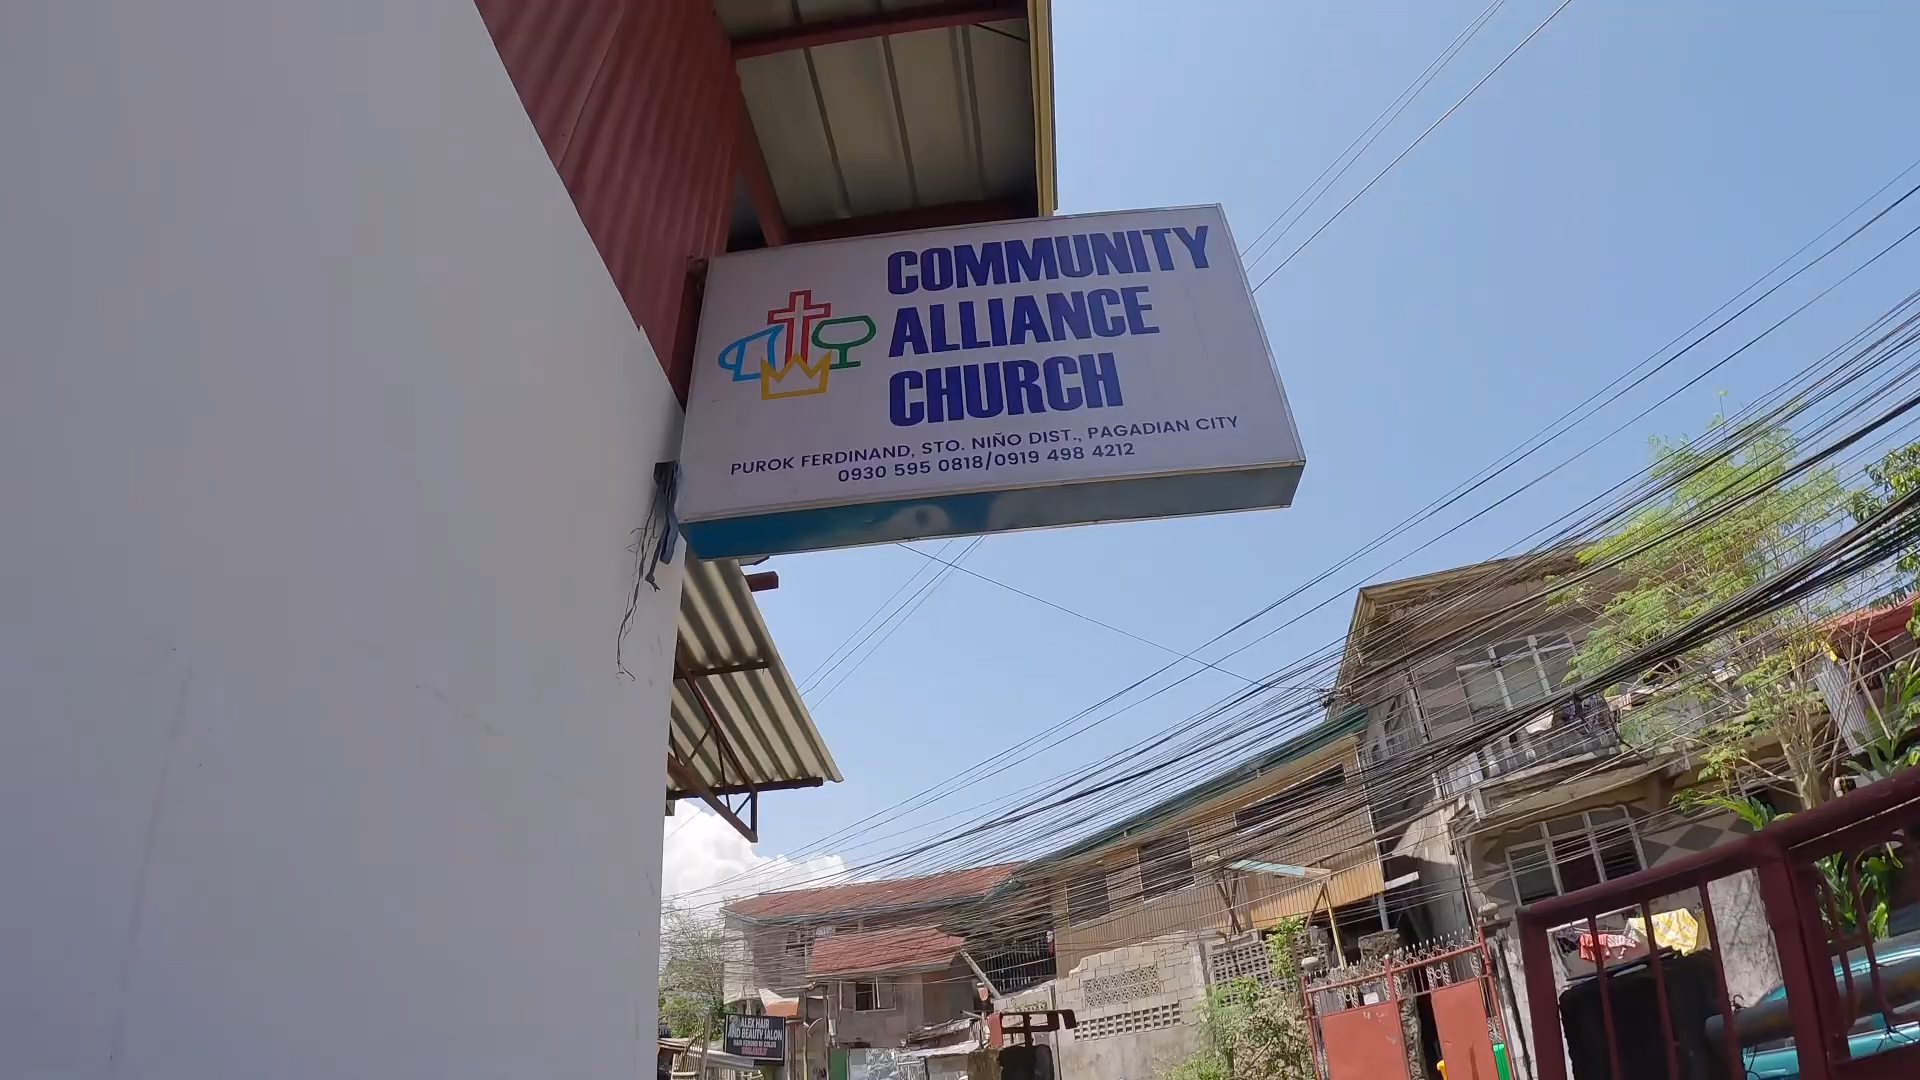 COMMUNITY
ALLIANCE
CHURCH
PUROK FERDINAND, STO. NIÑO DIST., PAGADIAN CITY
0930 595 0818/0919 498 4212
ALEX HAIR
AND BEAUTY SALON